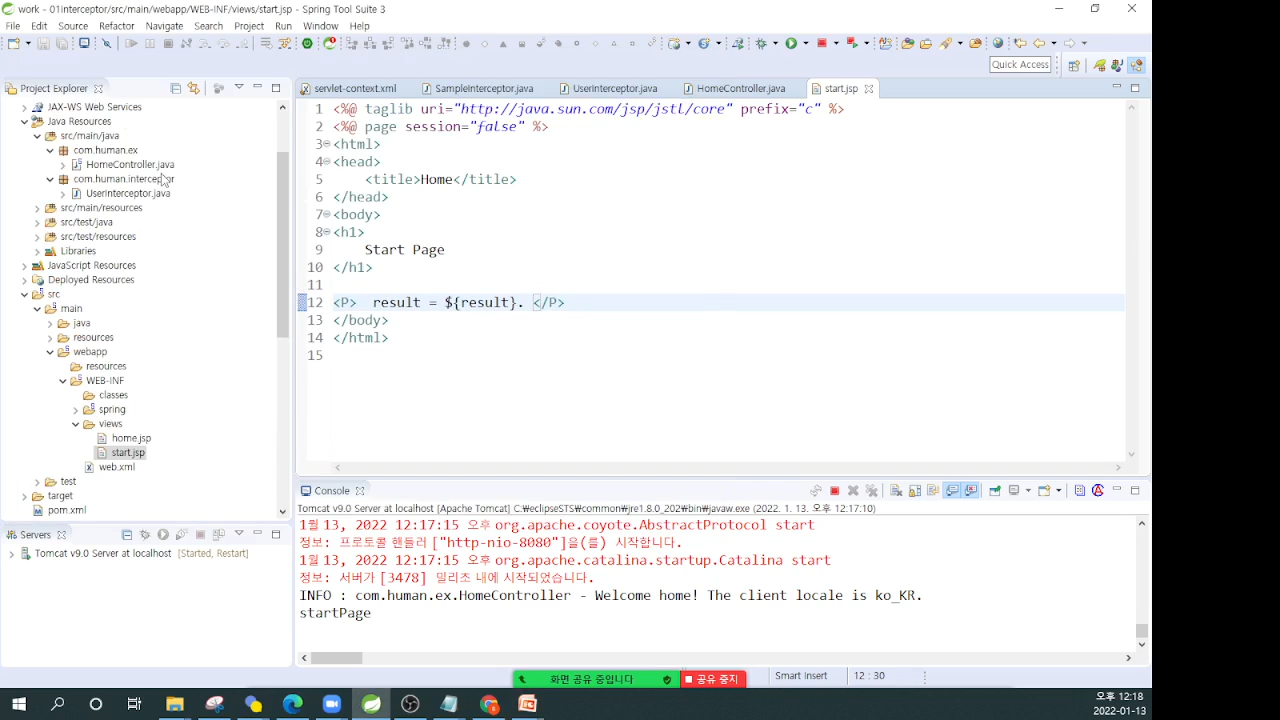 work - 01interceptor/src/main/webapp/WEB-INF/views/start.jsp - Spring Tool Suite 3
File Edit Source Refactor Navigate Search Project Run Window Help
Quick Access
Project Explorer
JAX-WS Web Services
Java Resources
src/main/java
com.human.ex
HomeController.java
com.human.interceptor
UserInterceptor.java
src/main/resources
src/test/java
src/test/resources
Libraries
JavaScript Resources
Deployed Resources
src
main
java
resources
webapp
resources
WEB-INF
classes
spring
views
home.jsp
start.jsp
web.xml
test
target
pom.xml
servlet-context.xml SampleInterceptor.java UserInterceptor.java HomeController.java start.jsp
1 <%@ taglib uri="http://java.sun.com/jsp/jstl/core" prefix="c" %>
2 <%@ page session="false" %>
3 <html>
4 <head>
5 <title>Home</title>
6 </head>
7 <body>
8 <h1>
9 Start Page
10 </h1>
11
12 <P> result = ${result}. </P>
13 </body>
14 </html>
15
Servers
Tomcat v9.0 Server at localhost [Started, Restart]
Console
Tomcat v9.0 Server at localhost [Apache Tomcat] C:₩eclipseSTS₩common₩jre1.8.0_202₩bin₩javaw.exe (2022. 1. 13. 오후 12:17:10)
1월 13, 2022 12:17:15 오후 org.apache.coyote.AbstractProtocol start
정보: 프로토콜 핸들러 ["http-nio-8080"]을(를) 시작합니다.
1월 13, 2022 12:17:15 오후 org.apache.catalina.startup.Catalina start
정보: 서버가 [3478] 밀리초 내에 시작되었습니다.
INFO : com.human.ex.HomeController - Welcome home! The client locale is ko_KR.
startPage
화면 공유 중입니다 공유 중지
Smart Insert 12 : 30
오후 12:18
2022-01-13